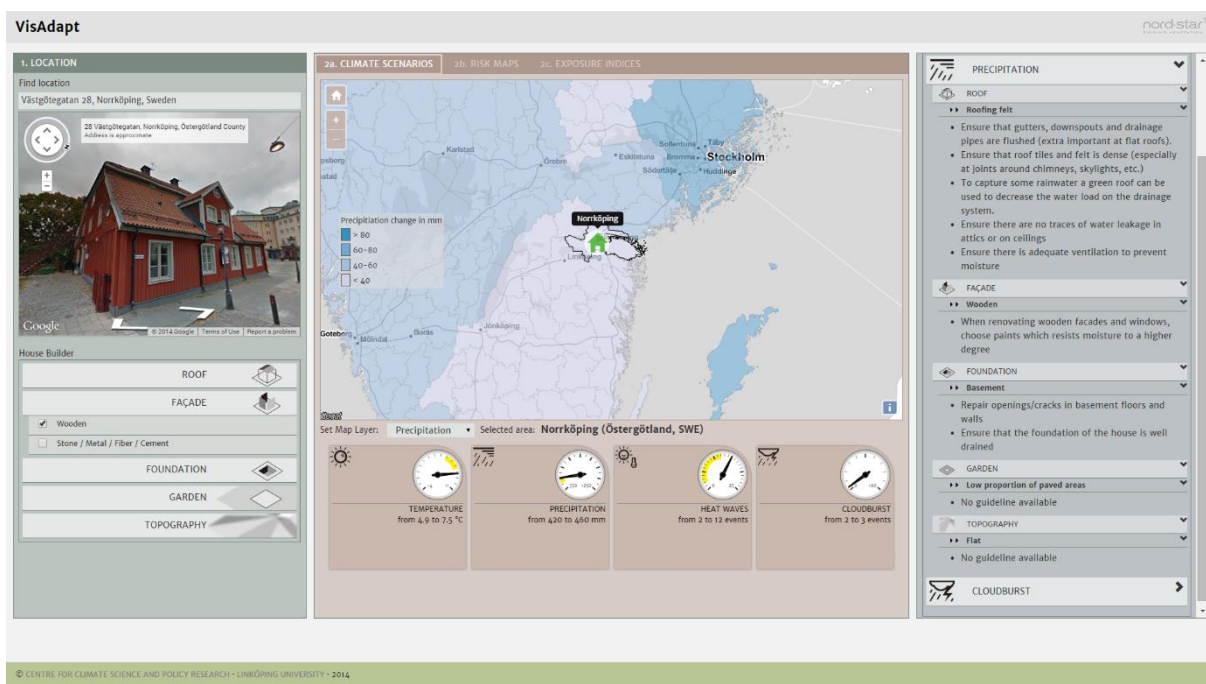 VisAdapt
nord-star
1. LOCATION
Find location
Västgötegatan 28, Norrköping, Sweden
28 Västgötegatan, Norrköping, Östergötland County
Address is approximate
Google
© 2014 Google | Terms of Use | Report a problem
House Builder
ROOF
FAÇADE
Wooden
Stone / Metal / Fiber / Cement
FOUNDATION
GARDEN
TOPOGRAPHY
2a. CLIMATE SCENARIOS 2b. RISK MAPS 2c. EXPOSURE INDICES
Karlstad
Örebro
Eskilstuna
Sollentuna
Täby
Bromma
Stockholm
Södertälje
Huddinge
Precipitiation change in mm
> 80
60-80
40-60
< 40
Norrköping
Linköping
Jönköping
Goteborg
Mölndal
Boras
Set Map Layer: Precipitation Selected area: Norrköping (Östergötland, SWE)
TEMPERATURE
from 4.9 to 7.5 °C
PRECIPITATION
from 420 to 460 mm
HEAT WAVES
from 2 to 12 events
CLOUDBURST
from 2 to 3 events
PRECIPITATION
ROOF
Roofing felt
• Ensure that gutters, downspouts and drainage
pipes are flushed (extra important at flat roofs).
• Ensure that roof tiles and felt is dense (especially
at joints around chimneys, skylights, etc.)
• To capture some rainwater a green roof can be
used to decrease the water load on the drainage
system.
• Ensure there are no traces of water leakage in
attics or on ceilings
• Ensure there is adequate ventilation to prevent
moisture
FAÇADE
Wooden
• When renovating wooden facades and windows,
choose paints which resists moisture to a higher
degree
FOUNDATION
Basement
• Repair openings/cracks in basement floors and
walls
• Ensure that the foundation of the house is well
drained
GARDEN
Low proportion of paved areas
• No guideline available
TOPOGRAPHY
Flat
• No guideline available
CLOUDBURST
© CENTRE FOR CLIMATE SCIENCE AND POLICY RESEARCH - LINKÖPING UNIVERSITY - 2014